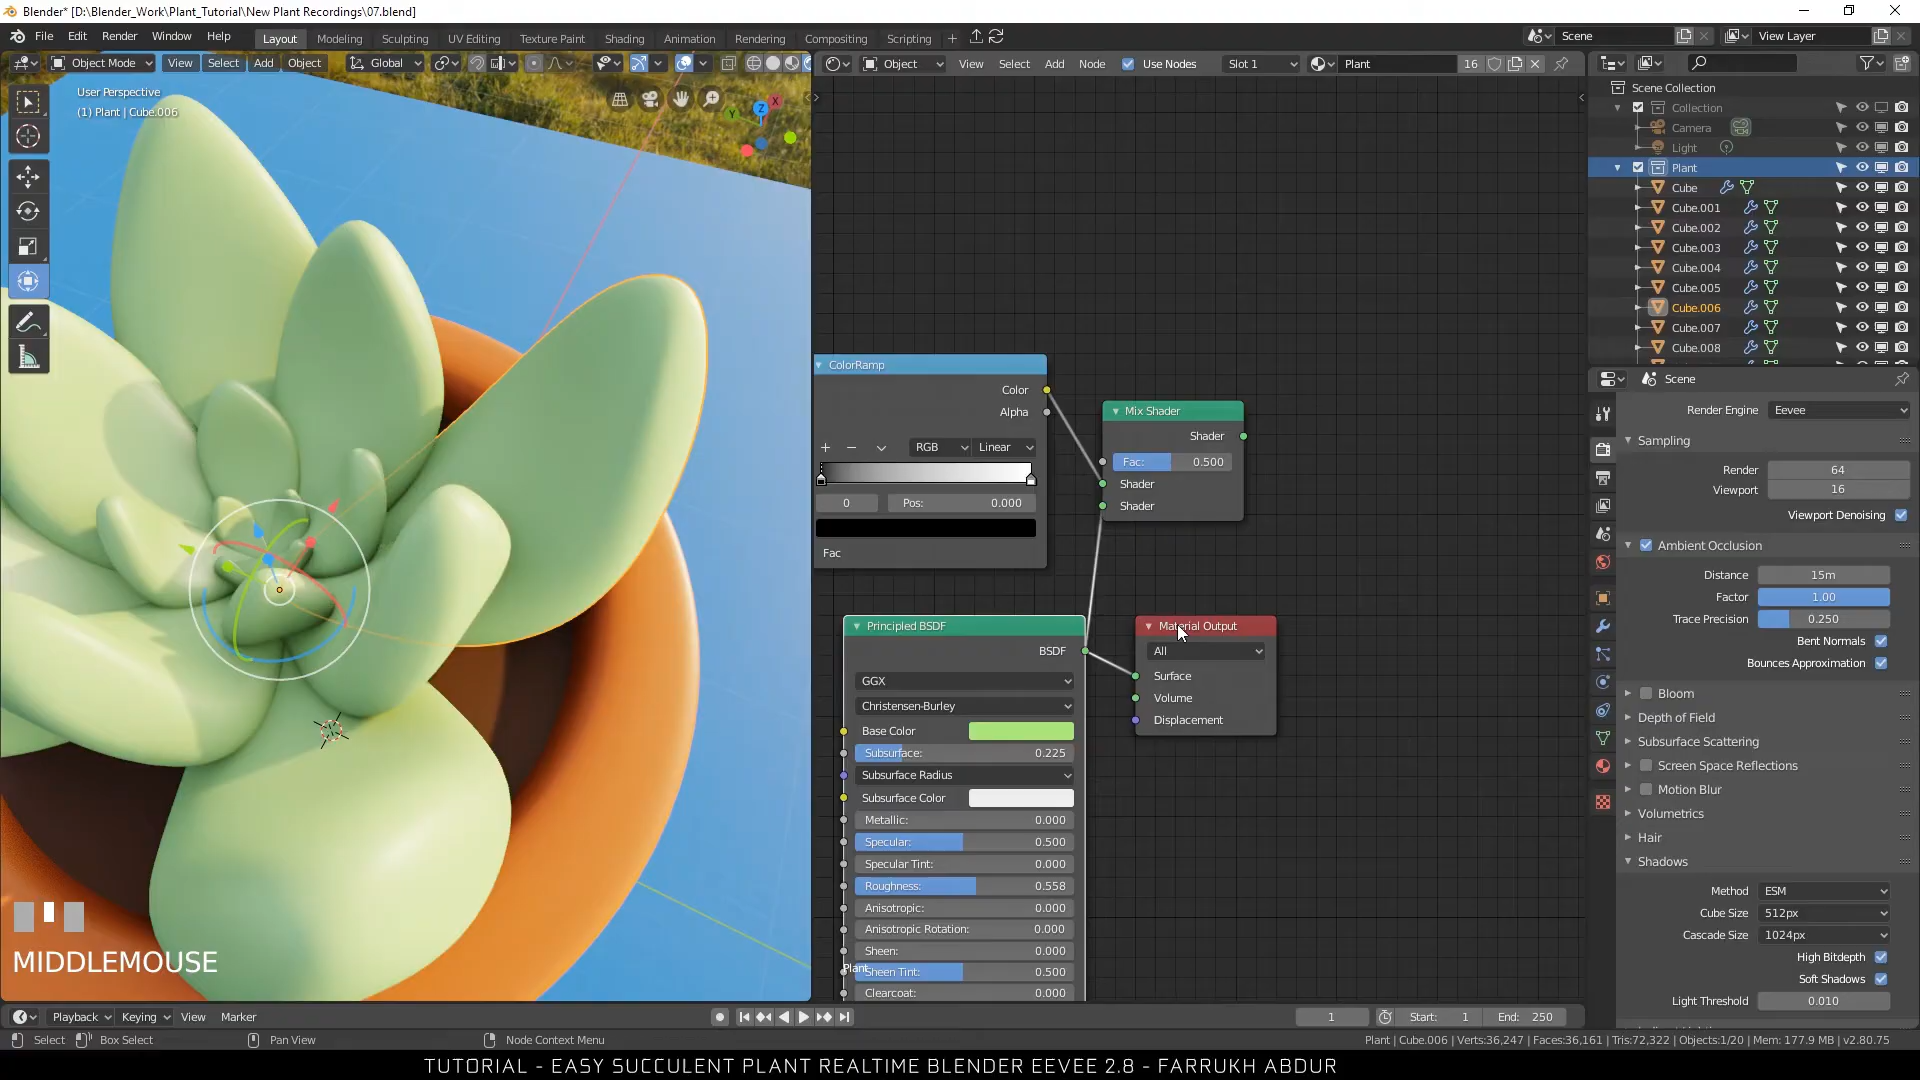 Blender* [D:\Blender_Work\Plant_Tutorial\New Plant Recordings\07.blend]
File Edit Render Window Help Layout Modeling Sculpting UV Editing Texture Paint Shading Animation Rendering Compositing Scripting Scene View Layer
Object Mode View Select Add Object Global
Object View Select Add Node Use Nodes Slot 1 Plant 16
User Perspective
(1) Plant | Cube.006
Z
X
Y
MIDDLEMOUSE
ColorRamp
Color
Alpha
RGB Linear
0 Pos: 0.000
Fac
Mix Shader
Shader
Fac: 0.500
Shader
Shader
Principled BSDF
BSDF
GGX
Christensen-Burley
Base Color
Subsurface: 0.225
Subsurface Radius
Subsurface Color
Metallic: 0.000
Specular: 0.500
Specular Tint: 0.000
Roughness: 0.558
Anisotropic: 0.000
Anisotropic Rotation: 0.000
Sheen: 0.000
Plant
Sheen Tint: 0.500
Clearcoat: 0.000
Material Output
All
Surface
Volume
Displacement
Scene Collection
Collection
Camera
Light
Plant
Cube
Cube.001
Cube.002
Cube.003
Cube.004
Cube.005
Cube.006
Cube.007
Cube.008
Scene
Render Engine Eevee
Sampling
Render 64
Viewport 16
Viewport Denoising
Ambient Occlusion
Distance 15m
Factor 1.00
Trace Precision 0.250
Bent Normals
Bounces Approximation
Bloom
Depth of Field
Subsurface Scattering
Screen Space Reflections
Motion Blur
Volumetrics
Hair
Shadows
Method ESM
Cube Size 512px
Cascade Size 1024px
High Bitdepth
Soft Shadows
Light Threshold 0.010
Playback Keying View Marker 1 Start: 1 End: 250
Select Box Select Pan View Node Context Menu Plant | Cube.006 | Verts:36,247 | Faces:36,161 | Tris:72,322 | Objects:1/20 | Mem: 177.9 MB | v2.80.75
TUTORIAL - EASY SUCCULENT PLANT REALTIME BLENDER EEVEE 2.8 - FARRUKH ABDUR